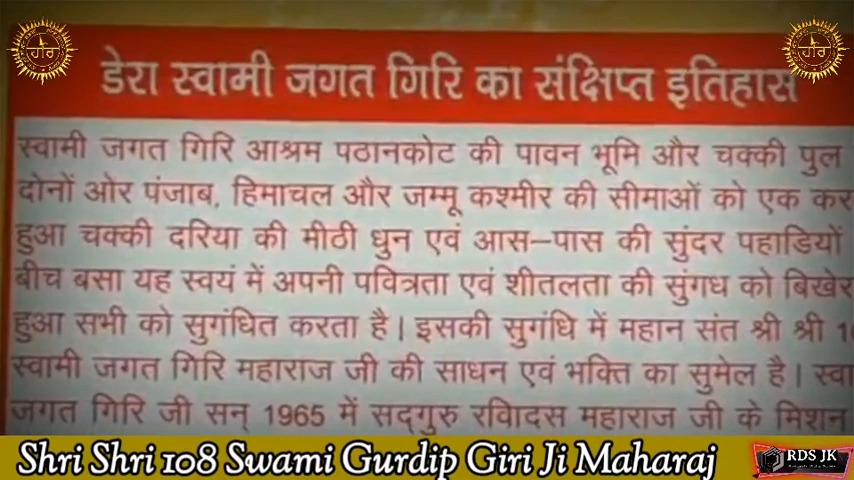 डेरा स्वामी जगत गिरि का संक्षिप्त इतिहास
स्वामी जगत गिरि आश्रम पठानकोट की पावन भूमि और चक्की पुल
दोनों ओर पंजाब, हिमाचल और जम्मू कश्मीर की सीमाओं को एक कर
हुआ चक्की दरिया की मीठी धुन एवं आस-पास की सुंदर पहाडियों
बीच बसा यह स्वयं में अपनी पवित्रता एवं शीतलता की सुंगध को बिखेर
हुआ सभी को सुगंधित करता है। इसकी सुगंधि में महान संत श्री श्री
स्वामी जगत गिरि महाराज जी की साधन एवं भक्ति का सुमेल है। स्वा
जगत गिरि जी सन् 1965 में सद्गुरु रविादस महाराज जी के मिशन
Shri Shri 108 Swami Gurdip Giri Ji Maharaj
RDS JK